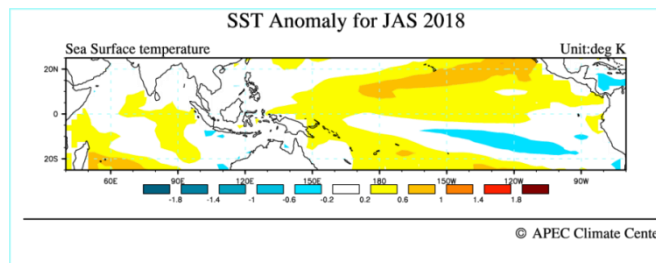 SST Anomaly for JAS 2018
Sea Surface temperature Unit:deg K
20N
0
20S
60E 90E 120E 150E 180 150W 120W 90W
-1.8 -1.4 -1 -0.6 -0.2 0.2 0.6 1 1.4 1.8
© APEC Climate Cente